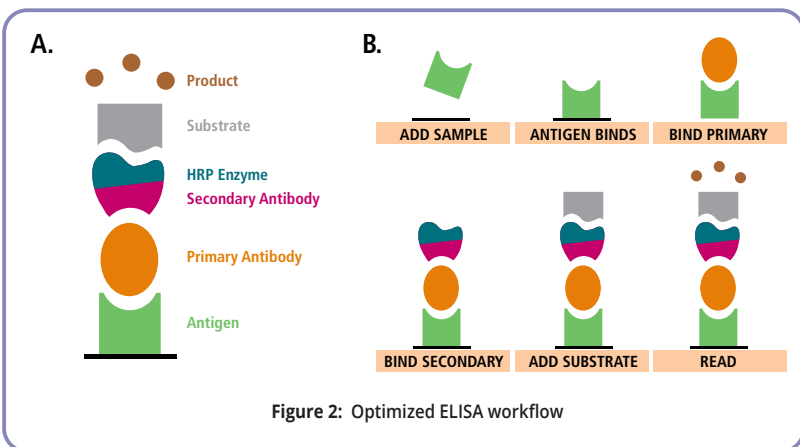 A.
Product
Substrate
HRP Enzyme
Secondary Antibody
Primary Antibody
Antigen
B.
ADD SAMPLE
ANTIGEN BINDS
BIND PRIMARY
BIND SECONDARY
ADD SUBSTRATE
READ
Figure 2: Optimized ELISA workflow